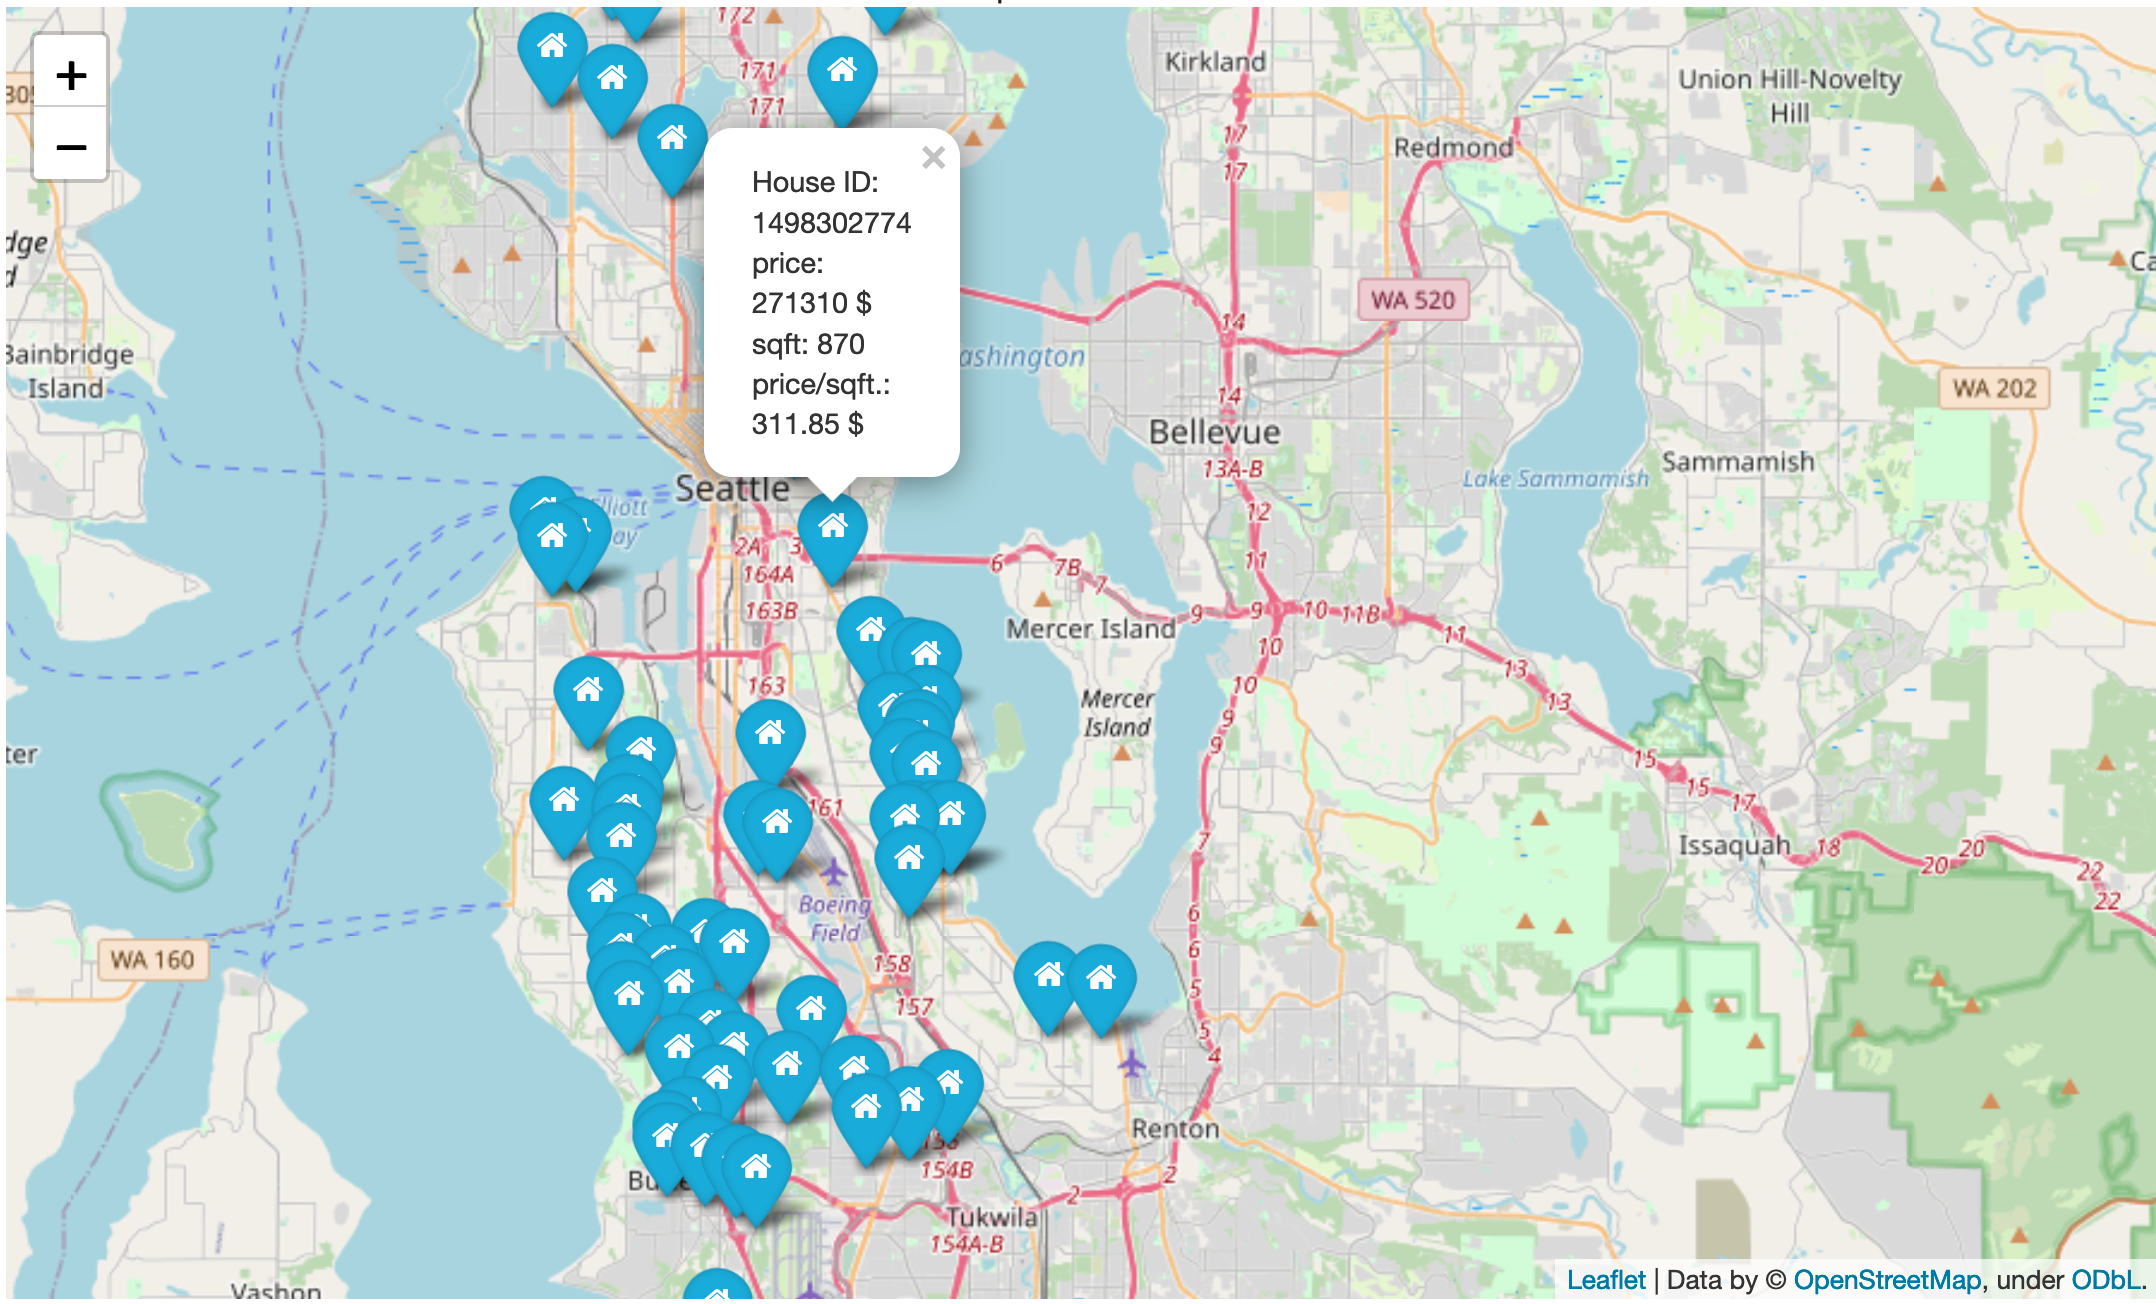 172
171
171
Kirkland
Union Hill-Novelty
Hill
+
−
17
17
Redmond
×
House ID:
1498302774
price:
271310 $
sqft: 870
price/sqft.:
311.85 $
WA 520
14
14
Bainbridge
Island
ashington
WA 202
Bellevue
13A-B
Lake Sammamish
Sammamish
Seattle
12
2A
3
164A
163B
163
6
7B
7
11
9
9
10
11B
11
Mercer Island
10
10
13
13
Mercer
Island
9
9
15
15
17
161
7
Issaquah
18
20
20
22
22
Boeing
Field
6
6
WA 160
158
157
5
5
4
Renton
154B
2
2
Tukwila
154A-B
Vashon
Leaflet | Data by © OpenStreetMap, under ODbL.